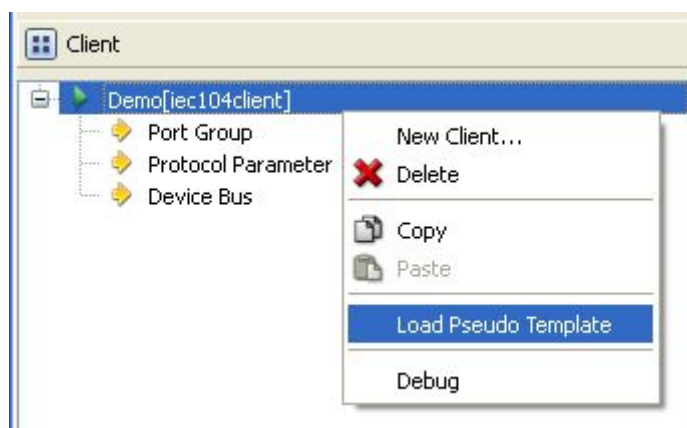 Client
Demo[iec104client]
Port Group
Protocol Parameter
Device Bus
New Client...
Delete
Copy
Paste
Load Pseudo Template
Debug